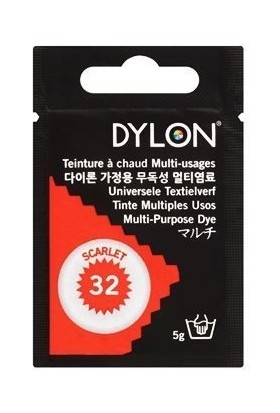 DYLON
Teinture à chaud Multi-usages
다이론 가정용 무독성 멀티염료
Universele Textielverf
Tinte Multiples Usos
Multi-Purpose Dye
マルチ
SCARLET
32
5g